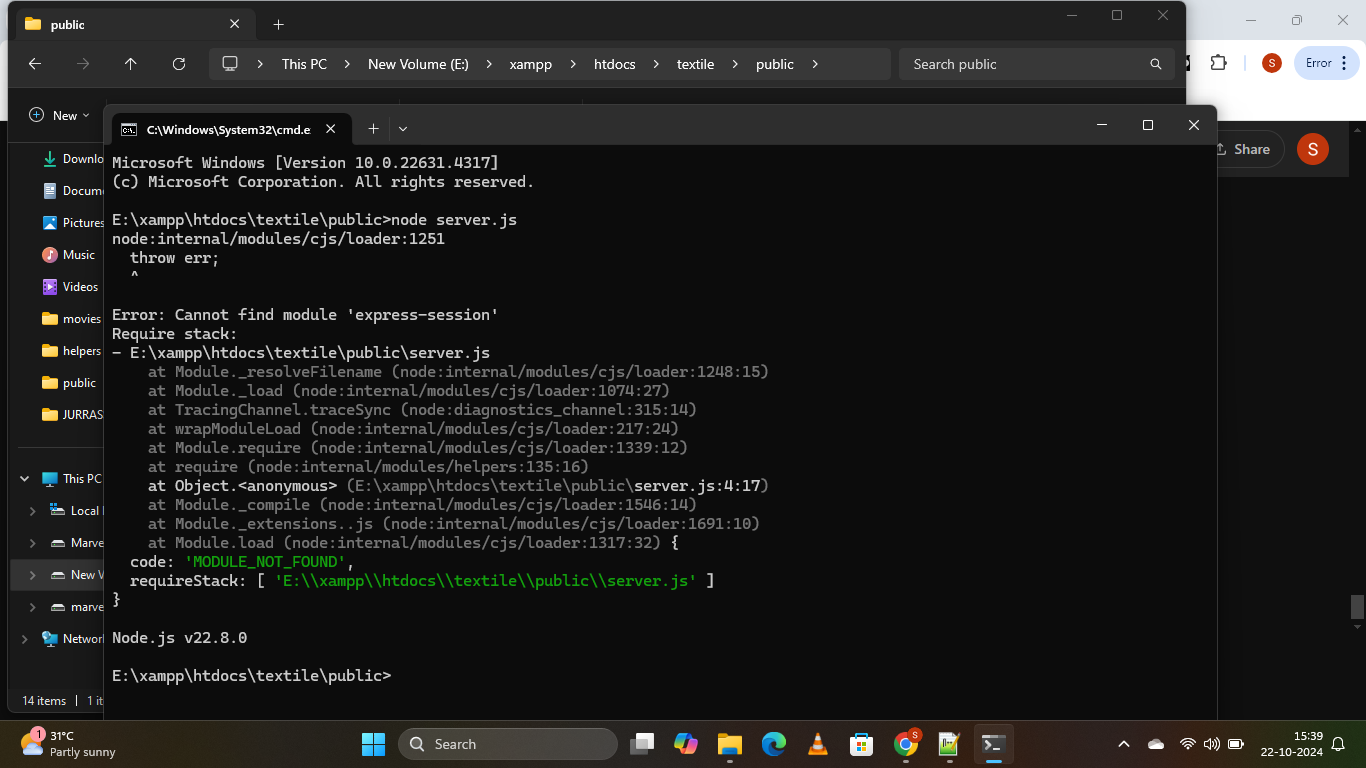 public
This PC > New Volume (E:) > xampp > htdocs > textile > public >
Search public
S
Error
New
C:\Windows\System32\cmd.e
Share
S
Downlo
Docum
Pictures
Music
Videos
movies
helpers
public
JURRAS
This PC
Local
Marve
New V
marve
Networ
14 items
1 it
Microsoft Windows [Version 10.0.22631.4317]
(c) Microsoft Corporation. All rights reserved.
E:\xampp\htdocs\textile\public>node server.js
node:internal/modules/cjs/loader:1251
throw err;
^
Error: Cannot find module 'express-session'
Require stack:
- E:\xampp\htdocs\textile\public\server.js
at Module._resolveFilename (node:internal/modules/cjs/loader:1248:15)
at Module._load (node:internal/modules/cjs/loader:1074:27)
at TracingChannel.traceSync (node:diagnostics_channel:315:14)
at wrapModuleLoad (node:internal/modules/cjs/loader:217:24)
at Module.require (node:internal/modules/cjs/loader:1339:12)
at require (node:internal/modules/helpers:135:16)
at Object.<anonymous> (E:\xampp\htdocs\textile\public\server.js:4:17)
at Module._compile (node:internal/modules/cjs/loader:1546:14)
at Module._extensions..js (node:internal/modules/cjs/loader:1691:10)
at Module.load (node:internal/modules/cjs/loader:1317:32) {
code: 'MODULE_NOT_FOUND',
requireStack: [ 'E:\\xampp\\htdocs\\textile\\public\\server.js' ]
}
Node.js v22.8.0
E:\xampp\htdocs\textile\public>
1
31°C
Partly sunny
Search
S
15:39
22-10-2024